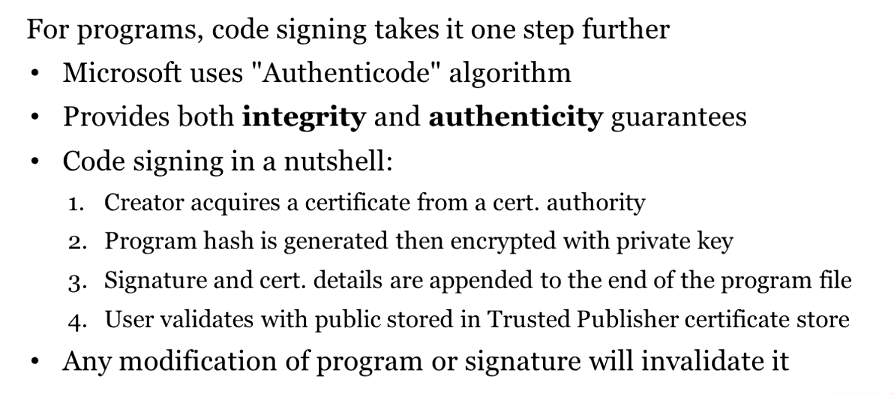 For programs, code signing takes it one step further
• Microsoft uses "Authenticode" algorithm
• Provides both integrity and authenticity guarantees
• Code signing in a nutshell:
1. Creator acquires a certificate from a cert. authority
2. Program hash is generated then encrypted with private key
3. Signature and cert. details are appended to the end of the program file
4. User validates with public stored in Trusted Publisher certificate store
• Any modification of program or signature will invalidate it